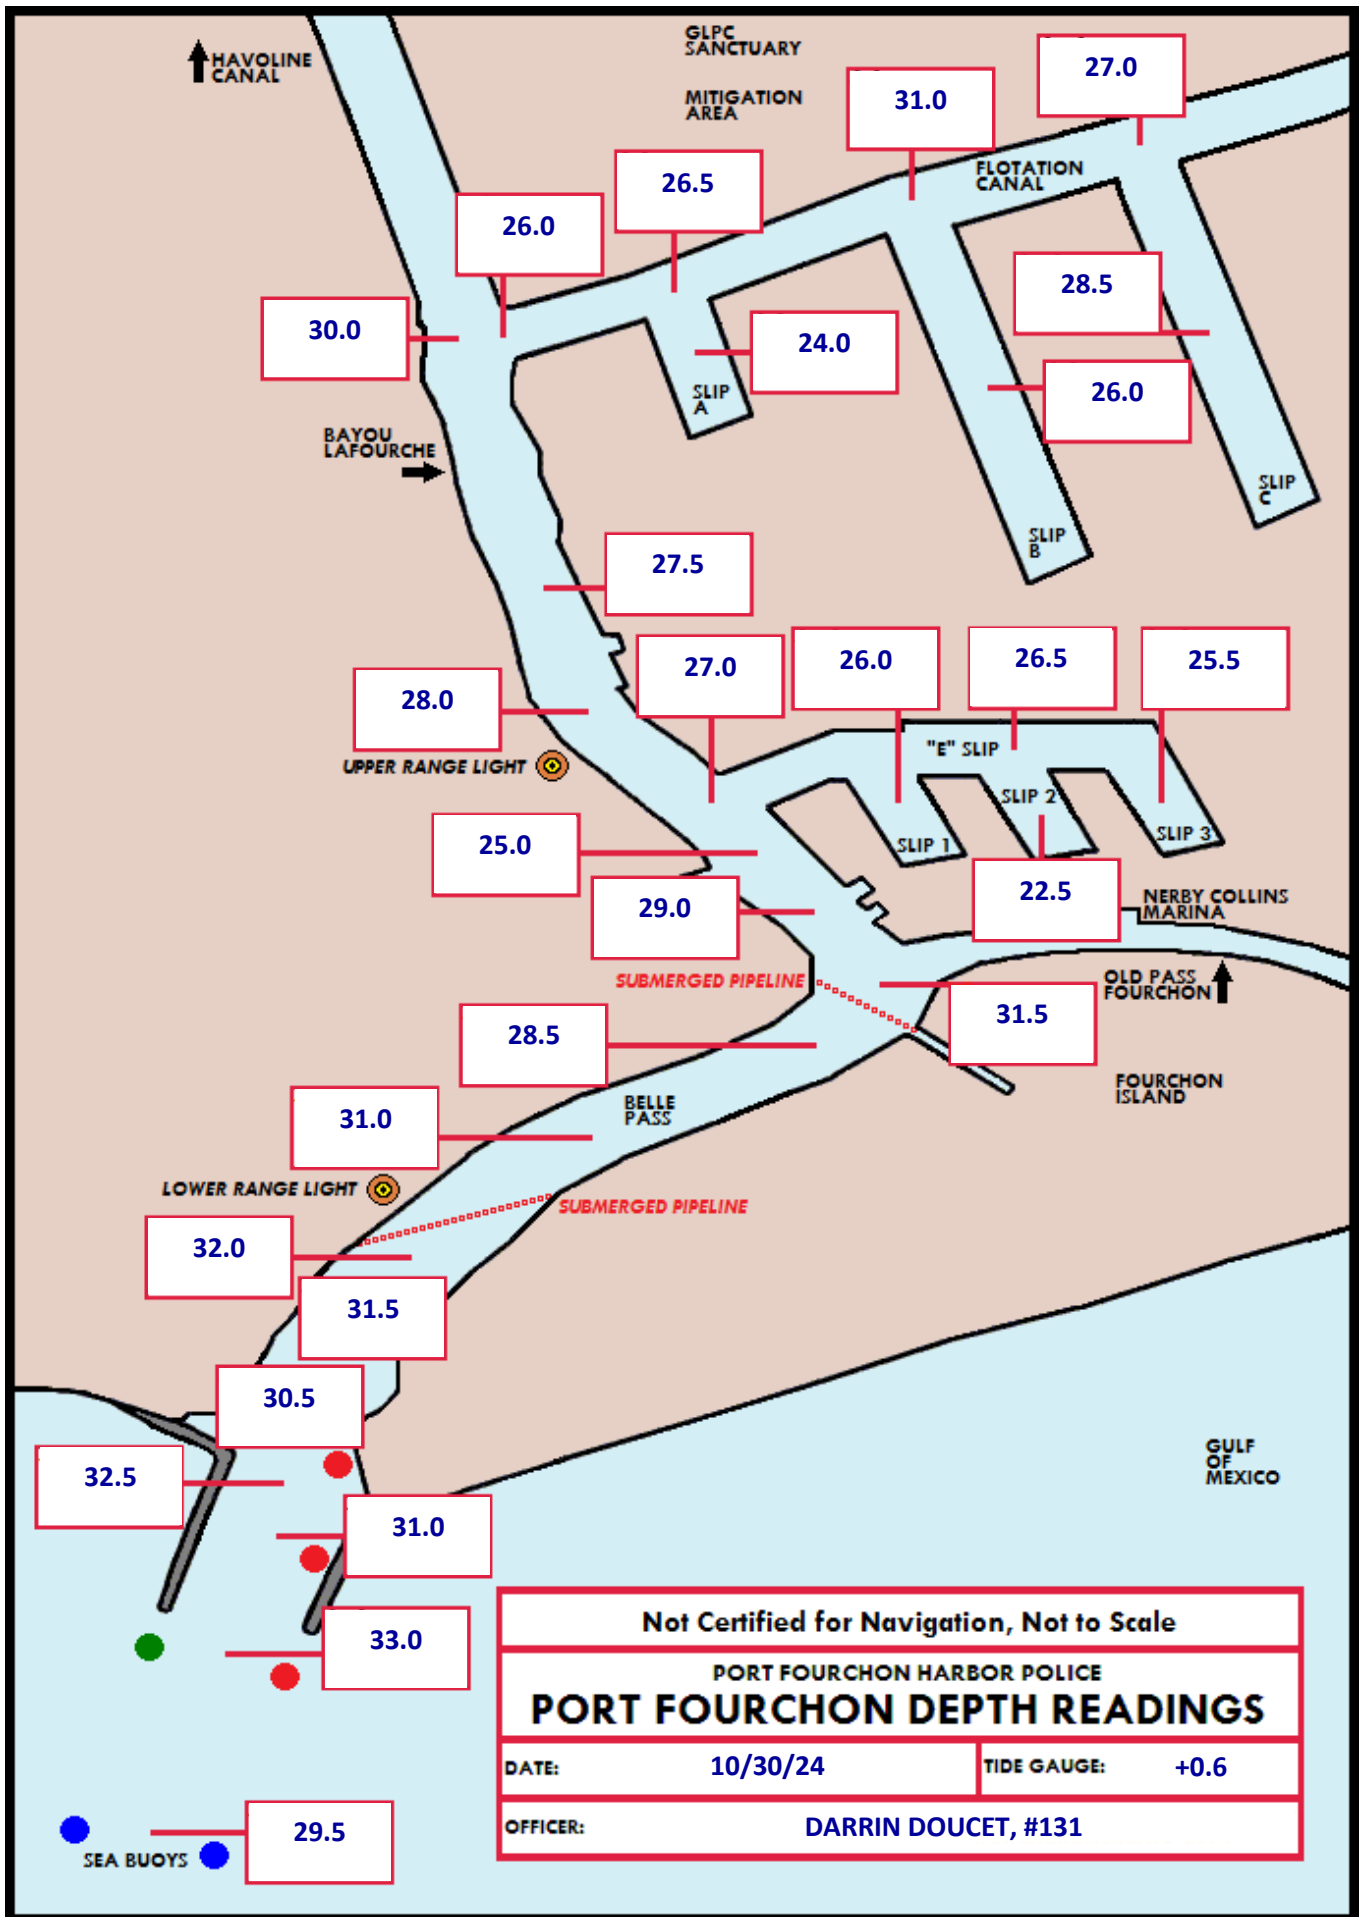 GLPC
SANCTUARY
HAVOLINE
CANAL
27.0
MITIGATION
AREA
31.0
FLOTATION
CANAL
26.5
26.0
28.5
30.0
24.0
26.0
SLIP
A
BAYOU
LAFOURCHE
SLIP
C
SLIP
B
27.5
27.0
26.0
26.5
25.5
28.0
"E" SLIP
UPPER RANGE LIGHT
SLIP 2
SLIP 1
SLIP 3
25.0
22.5
NERBY COLLINS
MARINA
29.0
SUBMERGED PIPELINE
OLD PASS
FOURCHON
31.5
28.5
FOURCHON
ISLAND
BELLE
PASS
31.0
LOWER RANGE LIGHT
SUBMERGED PIPELINE
32.0
31.5
30.5
GULF
OF
MEXICO
32.5
31.0
33.0
Not Certified for Navigation, Not to Scale
PORT FOURCHON HARBOR POLICE
PORT FOURCHON DEPTH READINGS
DATE: 10/30/24 TIDE GAUGE: +0.6
OFFICER: DARRIN DOUCET, #131
29.5
SEA BUOYS